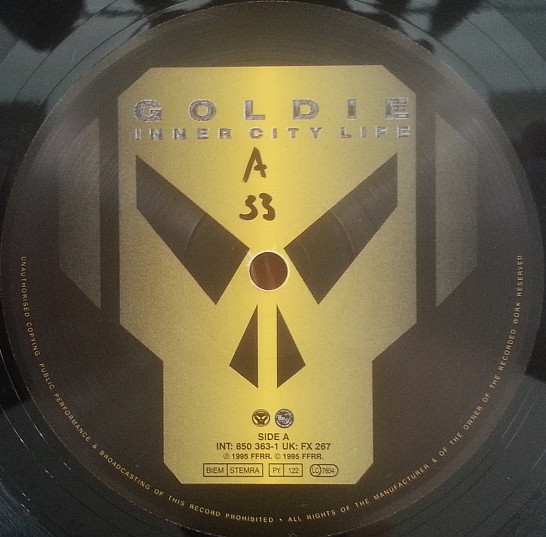 GOLDIE
INNER CITY LIFE
A
33
SIDE A
INT: 850 363-1 UK: FX 267
℗ 1995 FFRR. © 1995 FFRR.
BIEM STEMRA PY 122 LC 7654
UNAUTHORISED COPYING, PUBLIC PERFORMANCE & BROADCASTING OF THIS RECORD PROHIBITED • ALL RIGHTS OF THE MANUFACTURER & OF THE OWNER OF THE RECORDED WORK RESERVED